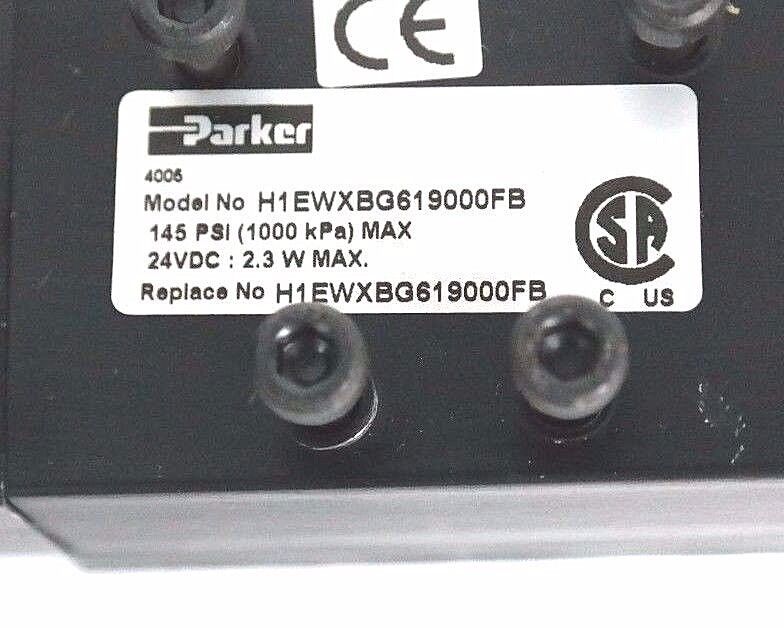 CE
Parker
4005
Model No H1EWXBG619000FB
145 PSI (1000 kPa) MAX
24VDC : 2.3 W MAX.
Replace No H1EWXBG619000FB
SA
C US